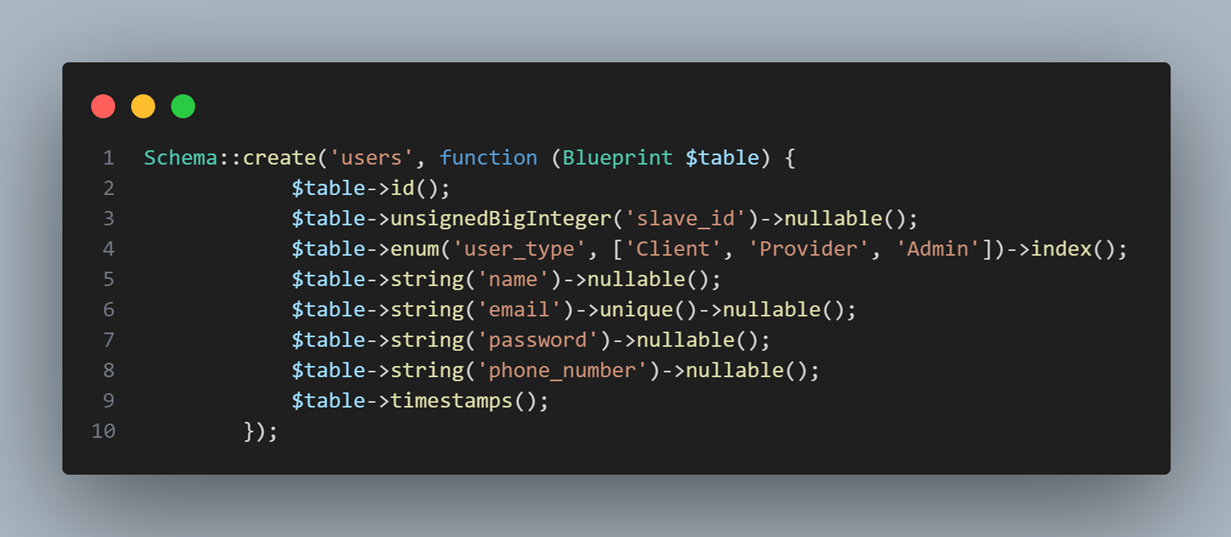 1 Schema::create('users', function (Blueprint $table) {
2 $table->id();
3 $table->unsignedBigInteger('slave_id')->nullable();
4 $table->enum('user_type', ['Client', 'Provider', 'Admin'])->index();
5 $table->string('name')->nullable();
6 $table->string('email')->unique()->nullable();
7 $table->string('password')->nullable();
8 $table->string('phone_number')->nullable();
9 $table->timestamps();
10 });